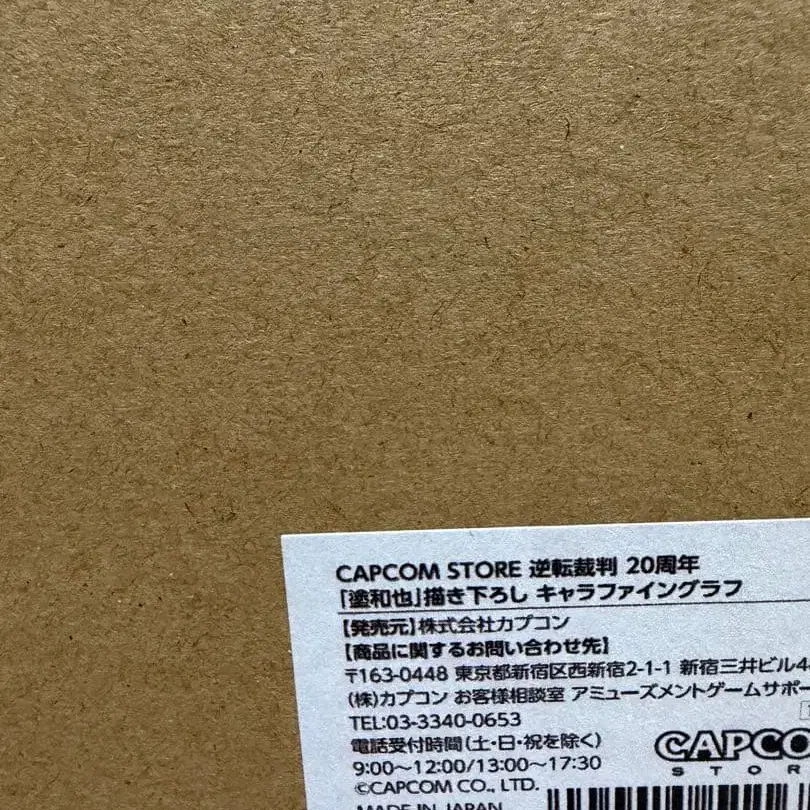 CAPCOM STORE 逆転裁判 20周年
「塗和也」描き下ろし キャラファイングラフ
【発売元】株式会社カプコン
【商品に関するお問い合わせ先】
〒163-0448 東京都新宿区西新宿2-1-1 新宿三井ビル4
(株)カプコン お客様相談室 アミューズメントゲームサポー
TEL:03-3340-0653
電話受付時間(土・日・祝を除く)
9:00〜12:00/13:00〜17:30
©CAPCOM CO., LTD.
MADE IN JAPAN
CAPCO
STOR